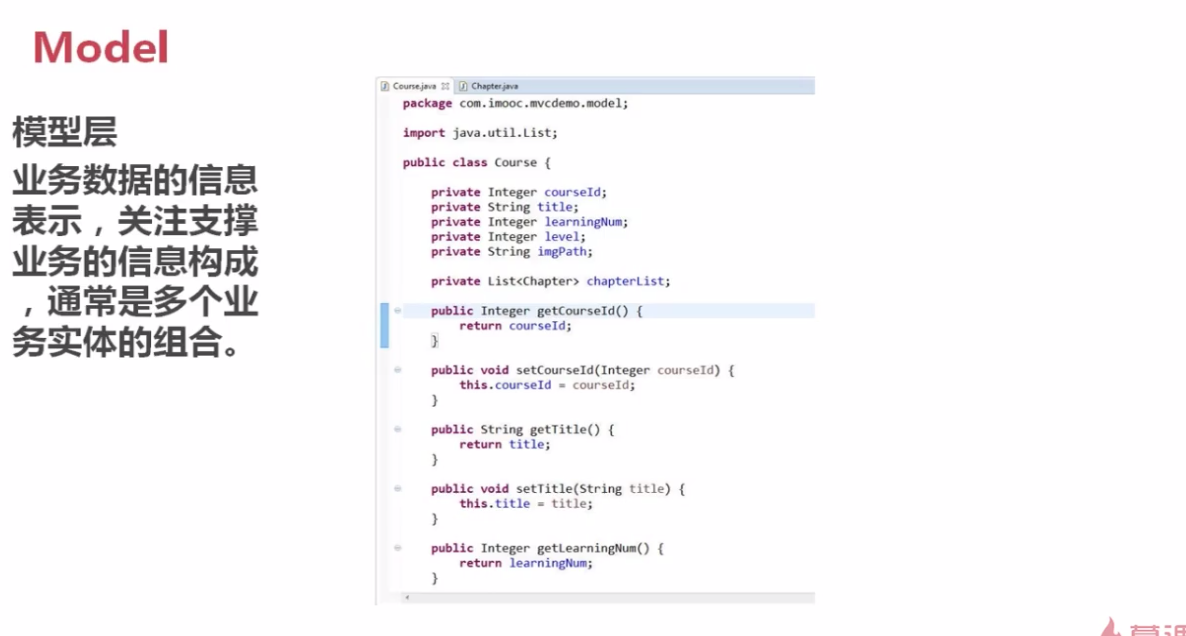 Model
模型层
业务数据的信息
表示，关注支撑
业务的信息构成
，通常是多个业
务实体的组合。
Course.java
Chapter.java
package com.imooc.mvcdemo.model;
import java.util.List;
public class Course {
private Integer courseId;
private String title;
private Integer learningNum;
private Integer level;
private String imgPath;
private List<Chapter> chapterList;
public Integer getCourseId() {
return courseId;
}
public void setCourseId(Integer courseId) {
this.courseId = courseId;
}
public String getTitle() {
return title;
}
public void setTitle(String title) {
this.title = title;
}
public Integer getLearningNum() {
return learningNum;
}